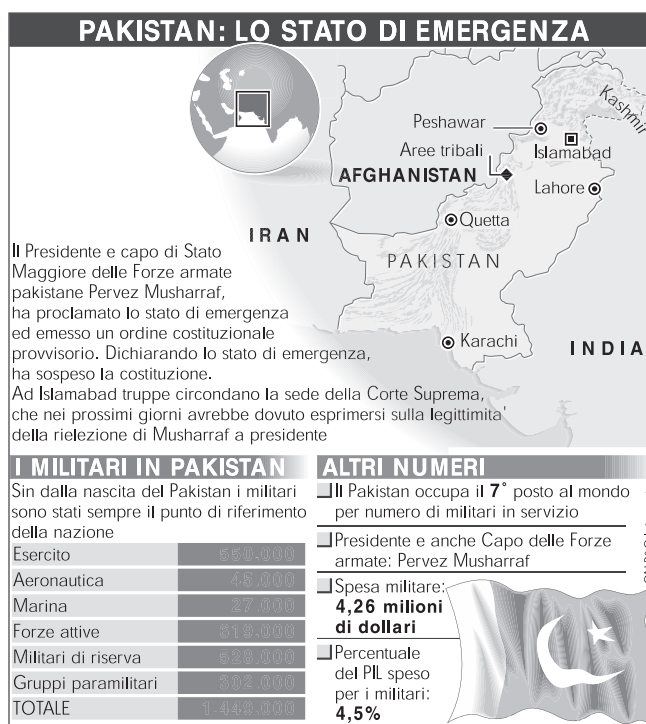 PAKISTAN: LO STATO DI EMERGENZA
Kashmir
Peshawar
Islamabad
Aree tribali
AFGHANISTAN
Lahore
Quetta
IRAN
PAKISTAN
Karachi
INDIA
Il Presidente e capo di Stato
Maggiore delle Forze armate
pakistane Pervez Musharraf,
ha proclamato lo stato di emergenza
ed emesso un ordine costituzionale
provvisorio. Dichiarando lo stato di emergenza,
ha sospeso la costituzione.
Ad Islamabad truppe circondano la sede della Corte Suprema,
che nei prossimi giorni avrebbe dovuto esprimersi sulla legittimita'
della rielezione di Musharraf a presidente
I MILITARI IN PAKISTAN
Sin dalla nascita del Pakistan i militari
sono stati sempre il punto di riferimento
della nazione
Esercito 550.000
Aeronautica 45.000
Marina
Forze attive 619.000
Militari di riserva 528.000
Gruppi paramilitari 302.000
TOTALE 1.449.000
ALTRI NUMERI
Il Pakistan occupa il 7° posto al mondo
per numero di militari in servizio
Presidente e anche Capo delle Forze
armate: Pervez Musharraf
Spesa militare:
4,26 milioni
di dollari
Percentuale
del PIL speso
per i militari:
4,5%